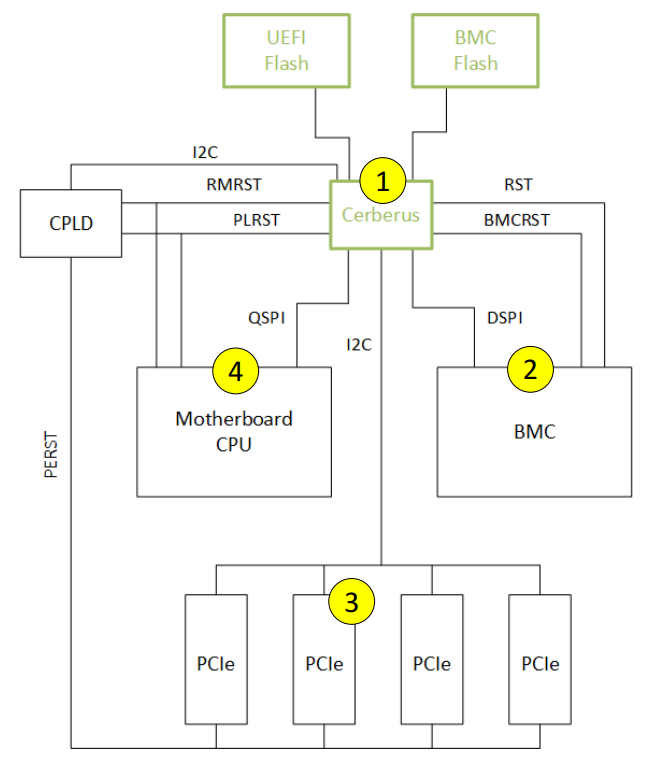 UEFI
Flash
BMC
Flash
I2C
RMRST
PLRST
1
Cerberus
RST
BMCRST
CPLD
QSPI
I2C
DSPI
4
Motherboard
CPU
2
BMC
PERST
3
PCIe
PCIe
PCIe
PCIe